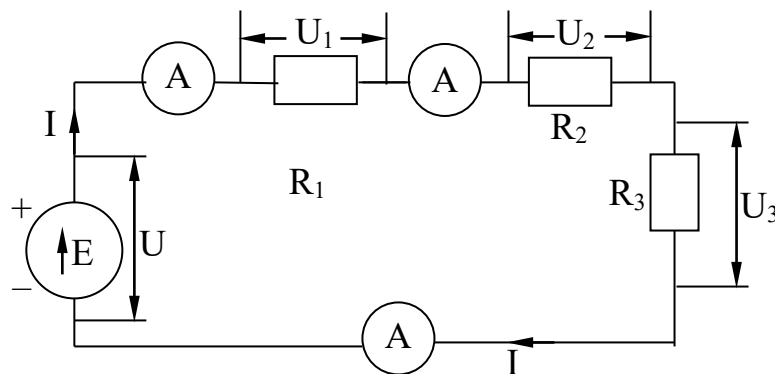 U₁ U₂
A A
R₂
I
R₁ R₃ U₃
+
E U
−
A
I